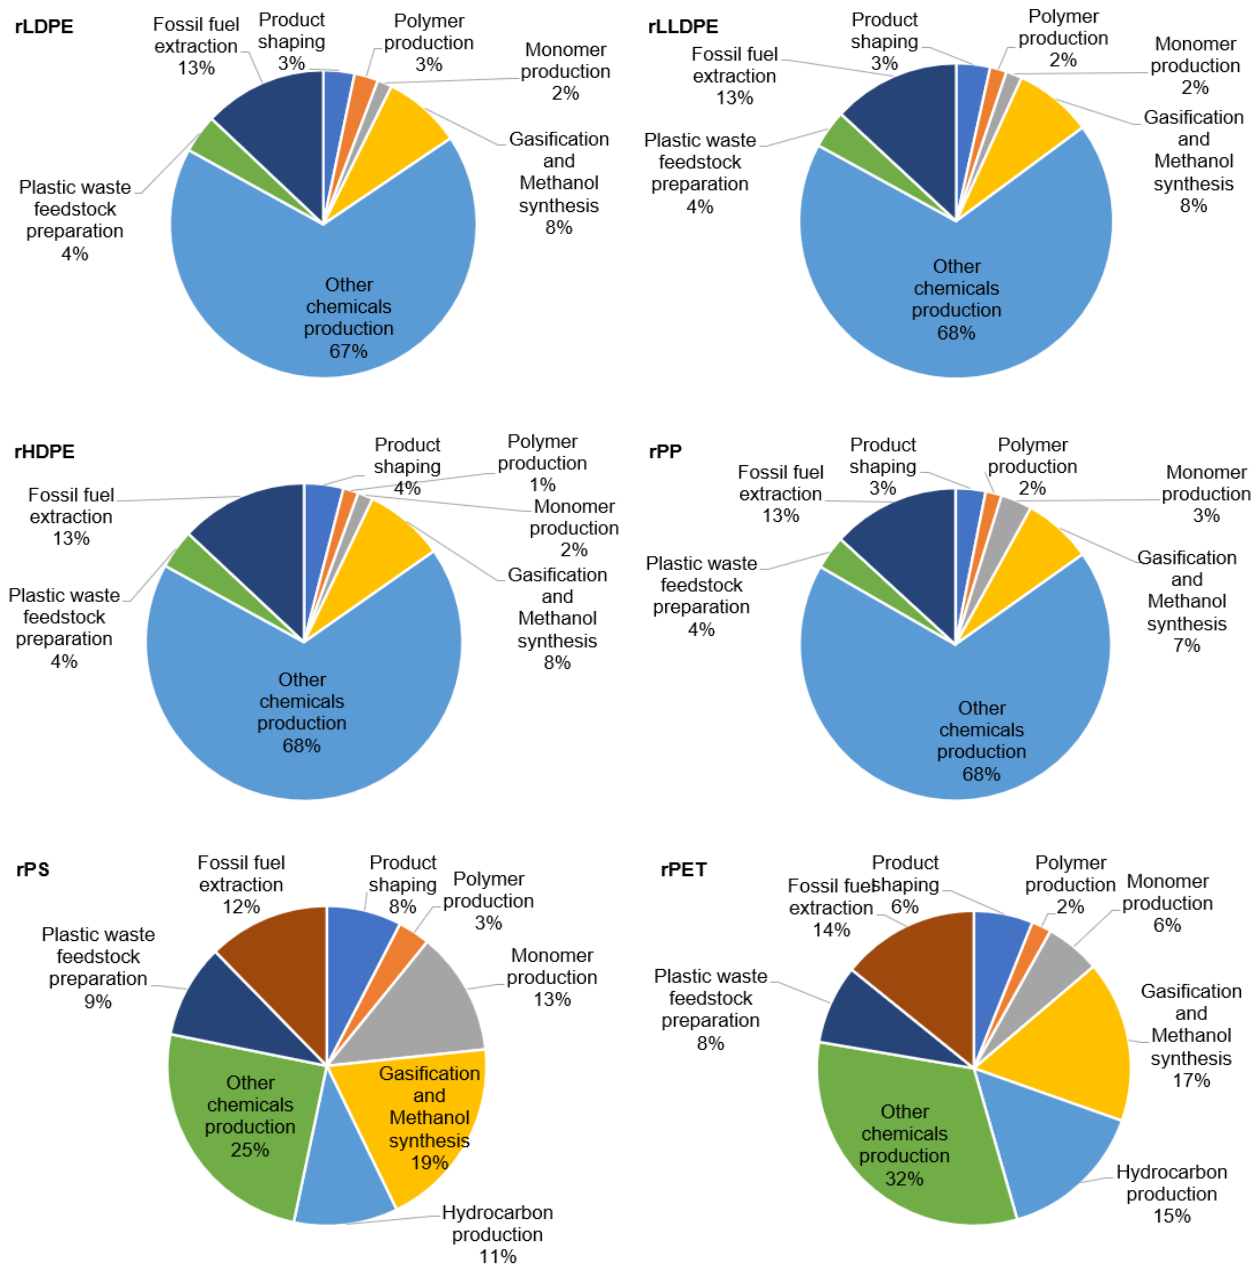 rLDPE
Fossil fuel
extraction
13%
Product
shaping
3%
Polymer
production
3%
Monomer
production
2%
Gasification
and
Methanol
synthesis
8%
Plastic waste
feedstock
preparation
4%
Other
chemicals
production
67%
rLLDPE
Fossil fuel
extraction
13%
Product
shaping
3%
Polymer
production
2%
Monomer
production
2%
Gasification
and
Methanol
synthesis
8%
Plastic waste
feedstock
preparation
4%
Other
chemicals
production
68%
rHDPE
Fossil fuel
extraction
13%
Product
shaping
4%
Polymer
production
1%
Monomer
production
2%
Gasification
and
Methanol
synthesis
8%
Plastic waste
feedstock
preparation
4%
Other
chemicals
production
68%
rPP
Fossil fuel
extraction
13%
Product
shaping
3%
Polymer
production
2%
Monomer
production
3%
Gasification
and
Methanol
synthesis
7%
Plastic waste
feedstock
preparation
4%
Other
chemicals
production
68%
rPS
Fossil fuel
extraction
12%
Product
shaping
8%
Polymer
production
3%
Monomer
production
13%
Plastic waste
feedstock
preparation
9%
Gasification
and
Methanol
synthesis
19%
Other
chemicals
production
25%
Hydrocarbon
production
11%
rPET
Fossil fuel
extraction
14%
Product
shaping
6%
Polymer
production
2%
Monomer
production
6%
Plastic waste
feedstock
preparation
8%
Gasification
and
Methanol
synthesis
17%
Other
chemicals
production
32%
Hydrocarbon
production
15%